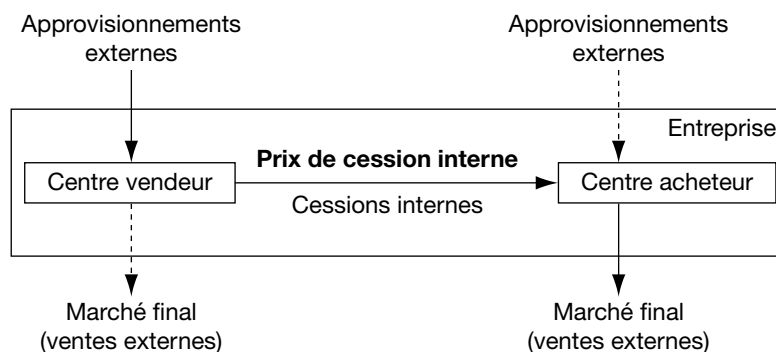 Approvisionnements
externes
Approvisionnements
externes
Entreprise
Prix de cession interne
Centre vendeur
Centre acheteur
Cessions internes
Marché final
(ventes externes)
Marché final
(ventes externes)